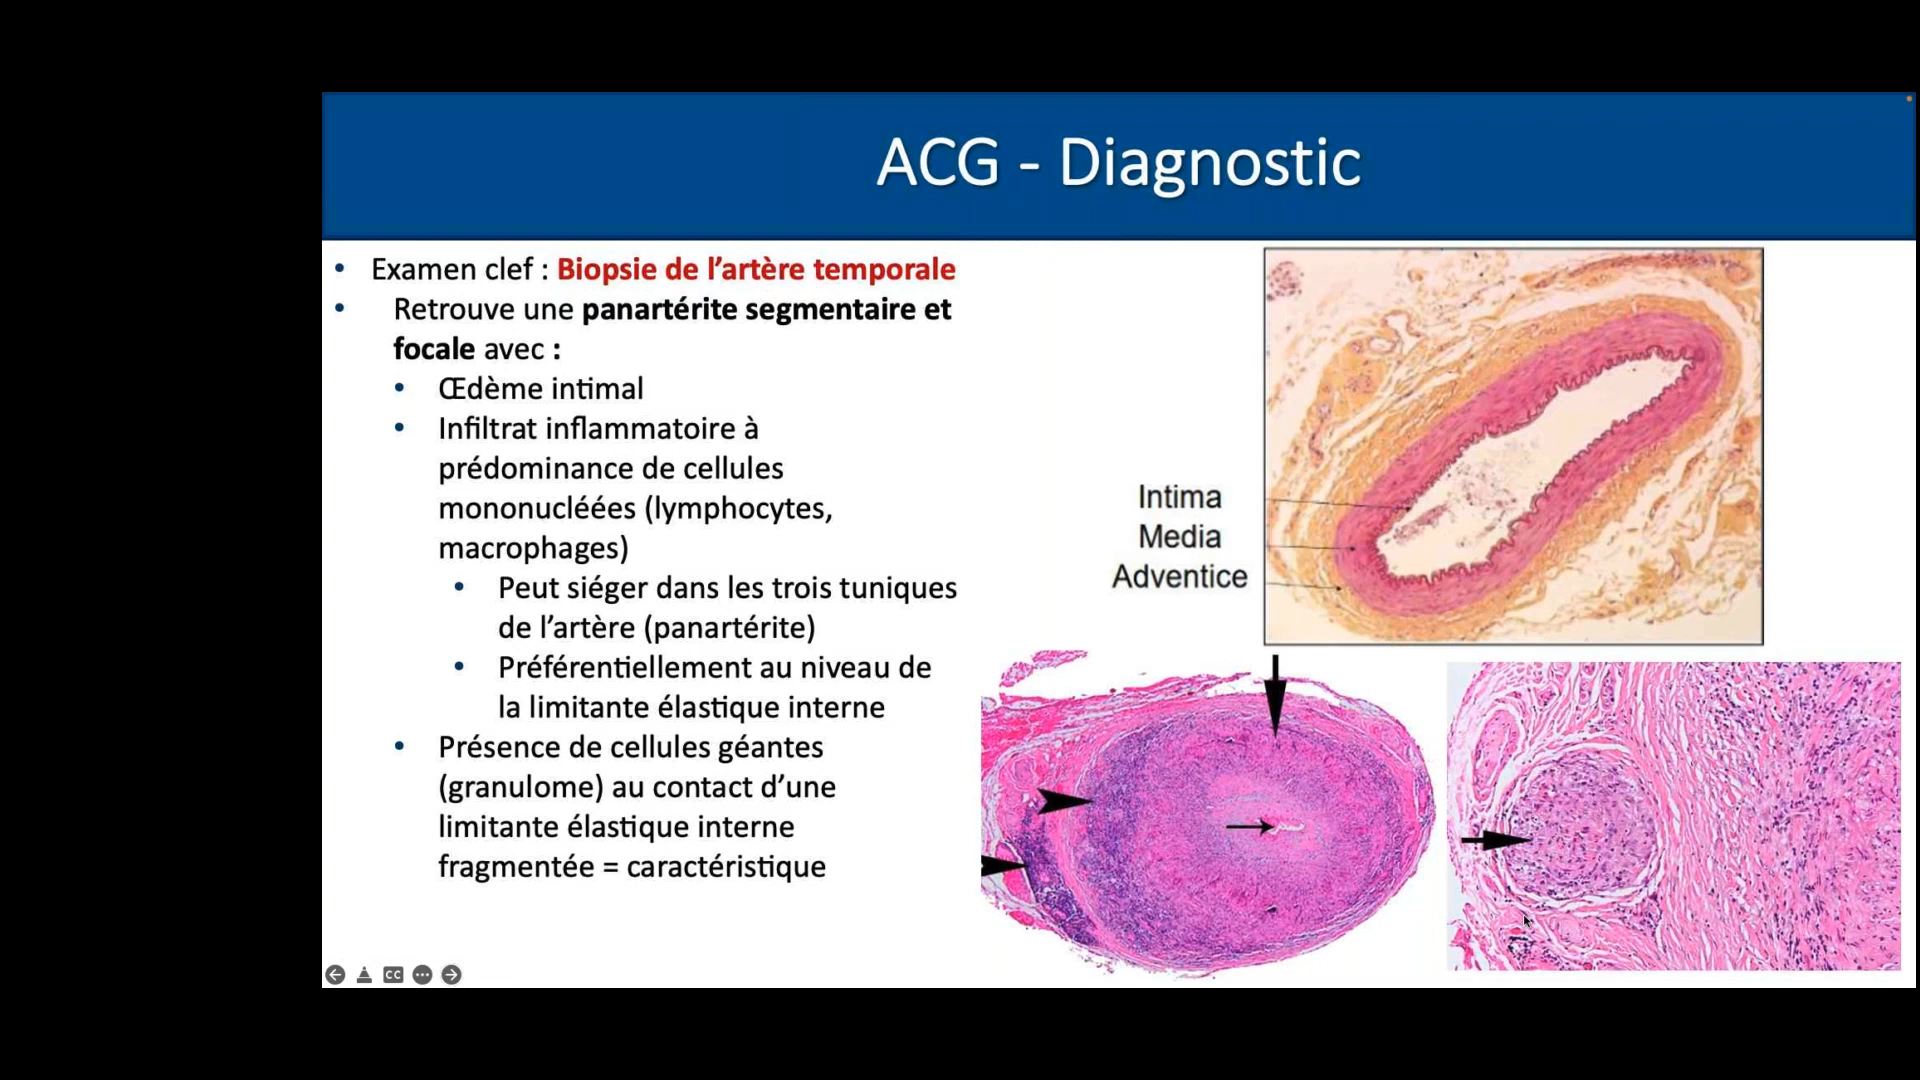 ACG - Diagnostic
• Examen clef : Biopsie de l’artère temporale
• Retrouve une panartérite segmentaire et
focale avec :
• Œdème intimal
• Infiltrat inflammatoire à
prédominance de cellules
mononucléées (lymphocytes,
macrophages)
• Peut siéger dans les trois tuniques
de l’artère (panartérite)
• Préférentiellement au niveau de
la limitante élastique interne
• Présence de cellules géantes
(granulome) au contact d’une
limitante élastique interne
fragmentée = caractéristique
Intima
Media
Adventice
CC